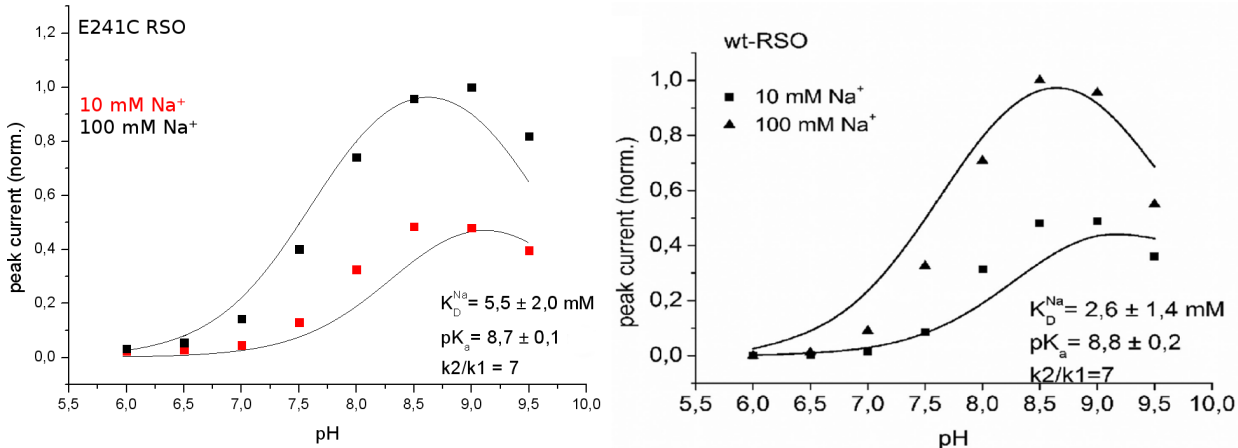 E241C RSO
10 mM Na⁺
100 mM Na⁺
peak current (norm.)
1,2
1,0
0,8
0,6
0,4
0,2
0,0
K_D^Na = 5,5 ± 2,0 mM
pK_a = 8,7 ± 0,1
k2/k1 = 7
5,5 6,0 6,5 7,0 7,5 8,0 8,5 9,0 9,5 10,0
pH
wt-RSO
10 mM Na⁺
100 mM Na⁺
peak current (norm.)
1,0
0,8
0,6
0,4
0,2
0,0
K_D^Na = 2,6 ± 1,4 mM
pK_a = 8,8 ± 0,2
k2/k1=7
5,5 6,0 6,5 7,0 7,5 8,0 8,5 9,0 9,5 10,0
pH